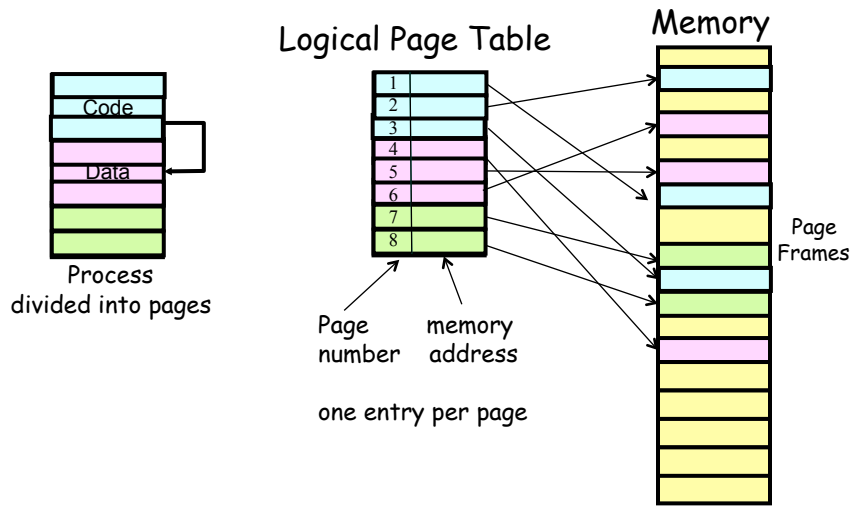 Memory
Logical Page Table
Code
Data
1
2
3
4
5
6
7
8
Page
Frames
Process
divided into pages
Page
number
memory
address
one entry per page